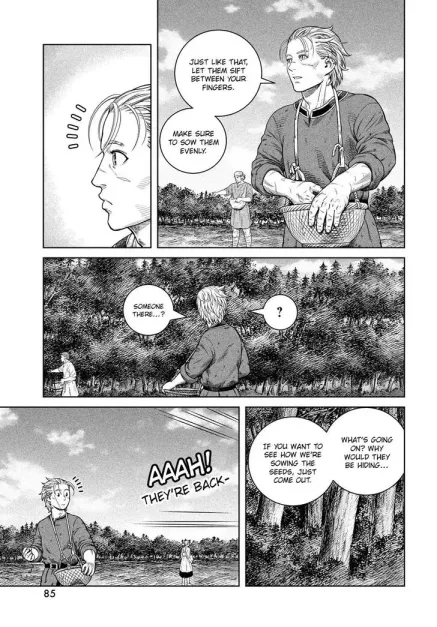 JUST LIKE THAT,
LET THEM SIFT
BETWEEN YOUR
FINGERS.
MAKE SURE
TO SOW THEM
EVENLY.
?
SOMEONE
THERE...?
WHAT'S GOING
ON? WHY
WOULD THEY
BE HIDING...
IF YOU WANT TO
SEE HOW WE'RE
SOWING THE
SEEDS, JUST
COME OUT.
AAAH!
THEY'RE BACK-
85